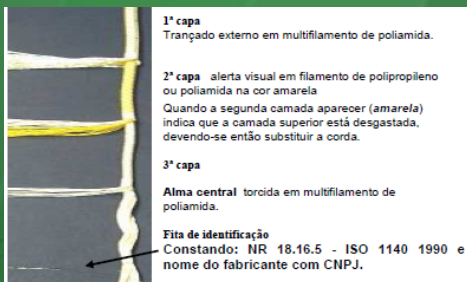 1ª capa
Trançado externo em multifilamento de poliamida.
2ª capa alerta visual em filamento de polipropileno
ou poliamida na cor amarela
Quando a segunda camada aparecer (amarela)
indica que a camada superior está desgastada,
devendo-se então substituir a corda.
3ª capa
Alma central torcida em multifilamento de
poliamida.
Fita de identificação
Constando: NR 18.16.5 - ISO 1140 1990 e
nome do fabricante com CNPJ.